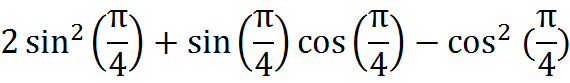 2 sin² (π/4) + sin (π/4) cos (π/4) − cos² (π/4)